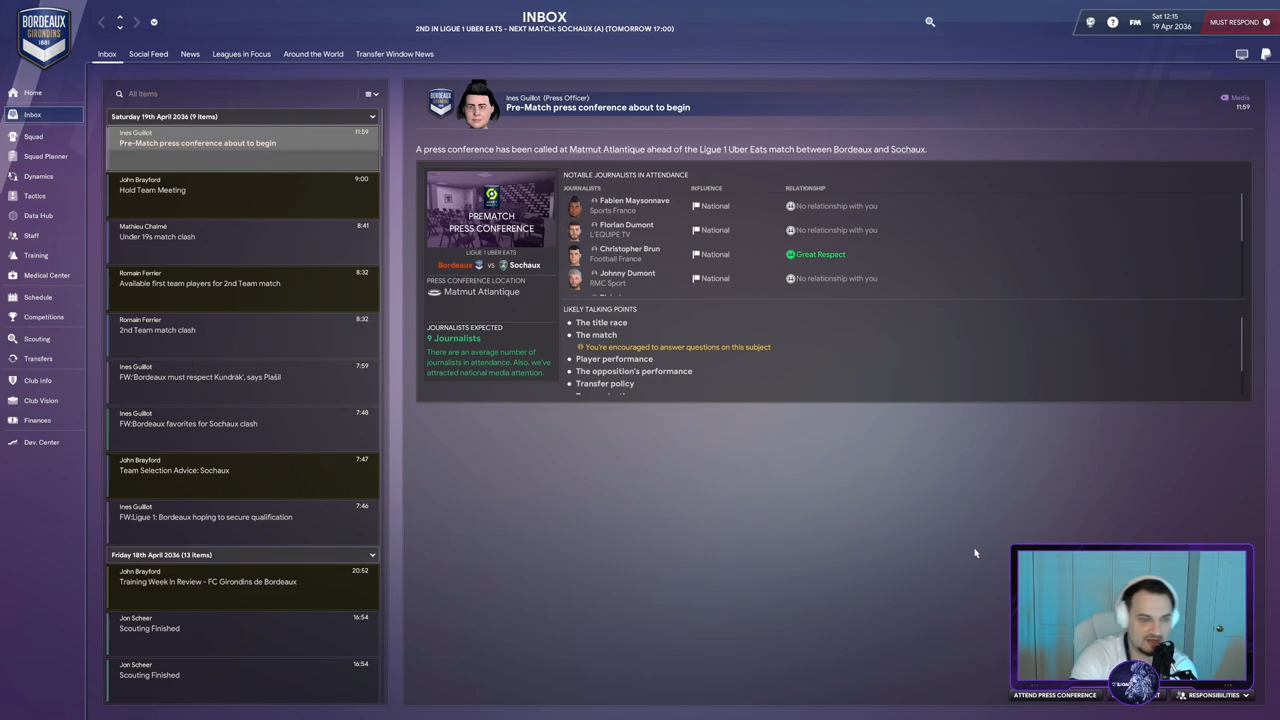 BORDEAUX
GIRONDINS
1881
INBOX
2ND IN LIGUE 1 UBER EATS - NEXT MATCH: SOCHAUX (A) (TOMORROW 17:00)
FM
Sat 12:15
19 Apr 2036
MUST RESPOND
Inbox
Social Feed
News
Leagues in Focus
Around the World
Transfer Window News
Home
Inbox
Squad
Squad Planner
Dynamics
Tactics
Data Hub
Staff
Training
Medical Center
Schedule
Competitions
Scouting
Transfers
Club Info
Club Vision
Finances
Dev. Center
All Items
Saturday 19th April 2036 (9 Items)
Ines Guillot 11:59
Pre-Match press conference about to begin
John Brayford 9:00
Hold Team Meeting
Mathieu Chalmé 8:41
Under 19s match clash
Romain Ferrier 8:32
Available first team players for 2nd Team match
Romain Ferrier 8:32
2nd Team match clash
Ines Guillot 7:59
FW:'Bordeaux must respect Kundrák', says Plašil
Ines Guillot 7:48
FW:Bordeaux favorites for Sochaux clash
John Brayford 7:47
Team Selection Advice: Sochaux
Ines Guillot 7:46
FW:Ligue 1: Bordeaux hoping to secure qualification
Friday 18th April 2036 (13 items)
John Brayford 20:52
Training Week In Review - FC Girondins de Bordeaux
Jon Scheer 16:54
Scouting Finished
Jon Scheer 16:54
Scouting Finished
Ines Guillot (Press Officer)
Pre-Match press conference about to begin
Media
11:59
A press conference has been called at Matmut Atlantique ahead of the Ligue 1 Uber Eats match between Bordeaux and Sochaux.
PREMATCH
PRESS CONFERENCE
LIGUE 1 UBER EATS
Bordeaux vs Sochaux
PRESS CONFERENCE LOCATION
Matmut Atlantique
JOURNALISTS EXPECTED
9 Journalists
There are an average number of
journalists in attendance. Also, we've
attracted national media attention.
NOTABLE JOURNALISTS IN ATTENDANCE
JOURNALISTS INFLUENCE RELATIONSHIP
Fabien Maysonnave
Sports France
National
No relationship with you
Florian Dumont
L'EQUIPE TV
National
No relationship with you
Christopher Brun
Football France
National
Great Respect
Johnny Dumont
RMC Sport
National
No relationship with you
LIKELY TALKING POINTS
The title race
The match
You're encouraged to answer questions on this subject
Player performance
The opposition's performance
Transfer policy
ATTEND PRESS CONFERENCE
RESPONSIBILITIES